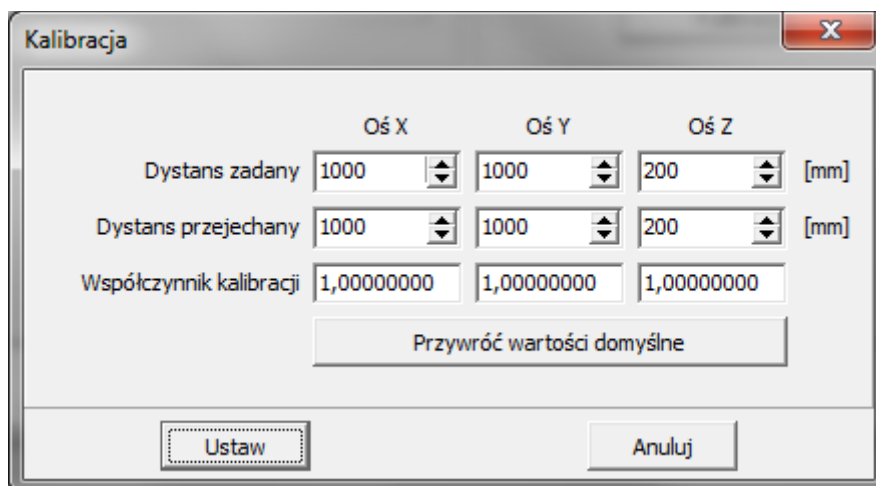 Kalibracja
Oś X Oś Y Oś Z
Dystans zadany 1000 1000 200 [mm]
Dystans przejechany 1000 1000 200 [mm]
Współczynnik kalibracji 1,00000000 1,00000000 1,00000000
Przywróć wartości domyślne
Ustaw Anuluj